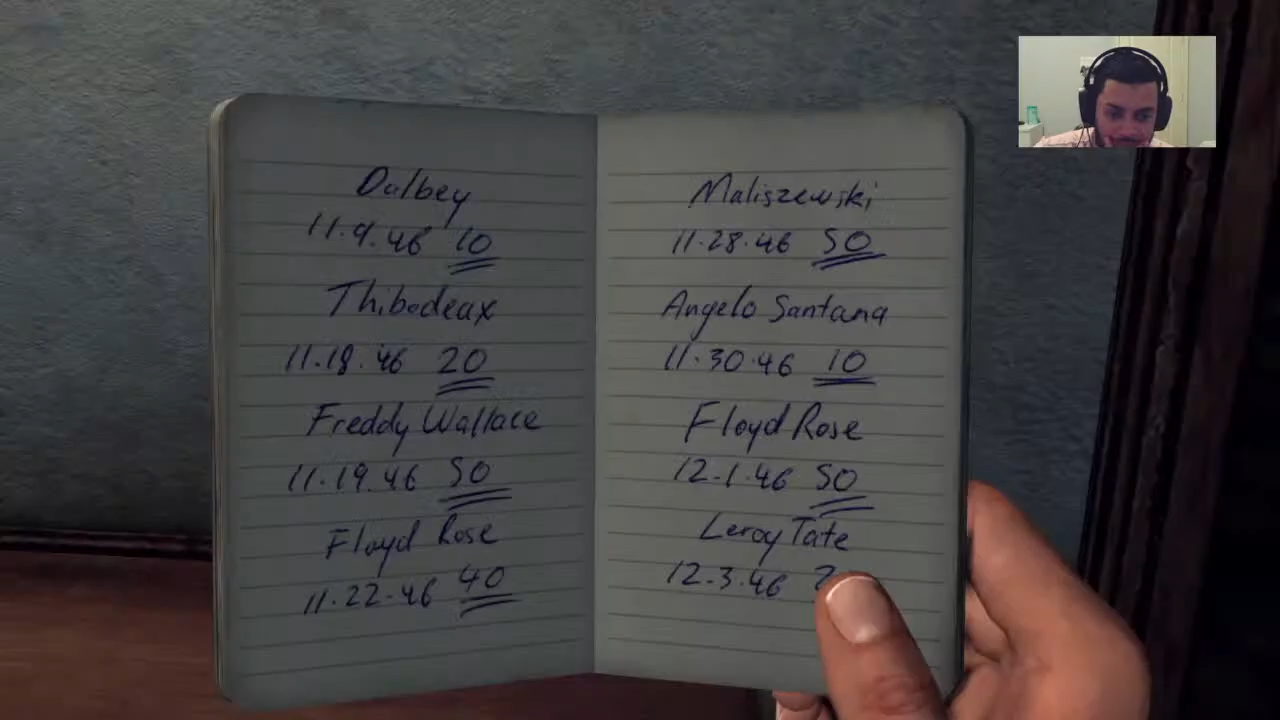 Dalbey
11.9.46 10
Thibodeax
11.18.46 20
Freddy Wallace
11.19.46 50
Floyd Rose
11.22.46 40
Maliszewski
11.28.46 50
Angelo Santana
11.30.46 10
Floyd Rose
12.1.46 50
Leroy Tate
12.3.46